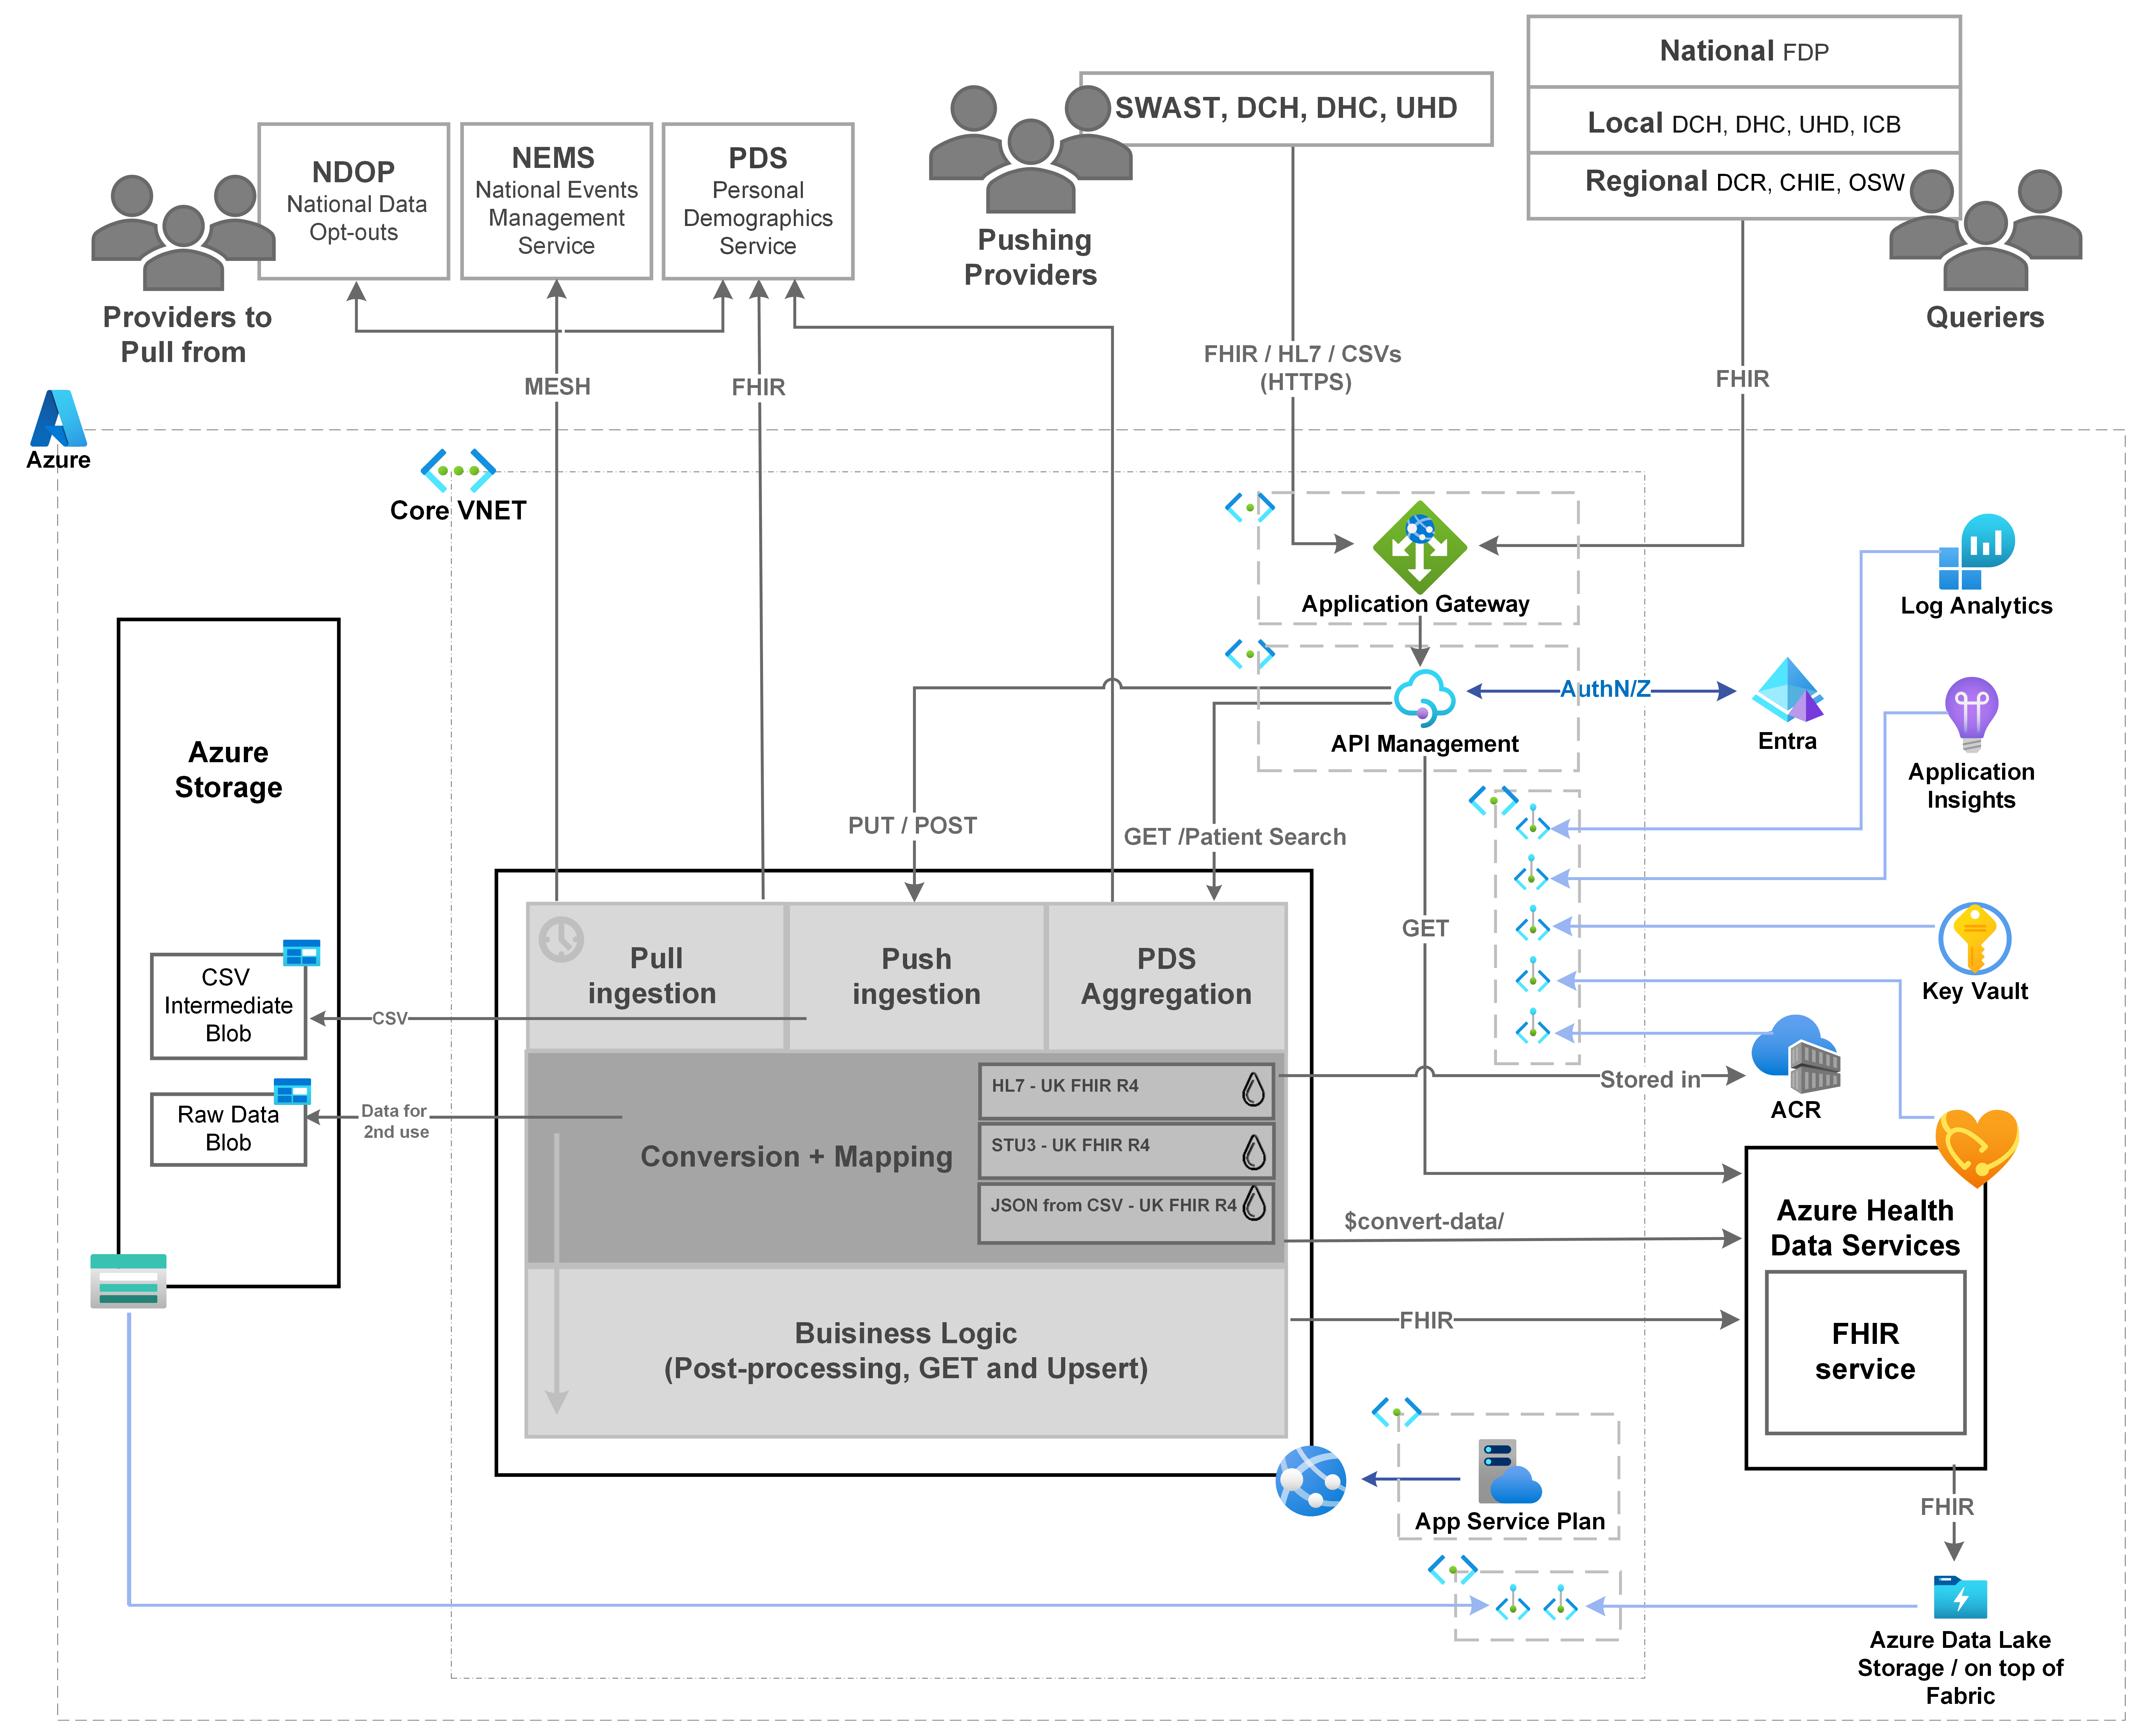 National FDP
Local DCH, DHC, UHD, ICB
Regional DCR, CHIE, OSW
Queriers
SWAST, DCH, DHC, UHD
Pushing
Providers
NDOP
National Data
Opt-outs
NEMS
National Events
Management
Service
PDS
Personal
Demographics
Service
Providers to
Pull from
MESH
FHIR
FHIR / HL7 / CSVs
(HTTPS)
FHIR
Azure
Core VNET
Application Gateway
API Management
AuthN/Z
Entra
Log Analytics
Application
Insights
Key Vault
ACR
Azure
Storage
CSV
Intermediate
Blob
Raw Data
Blob
CSV
Data for
2nd use
PUT / POST
GET /Patient Search
GET
Pull
ingestion
Push
ingestion
PDS
Aggregation
Conversion + Mapping
HL7 - UK FHIR R4
STU3 - UK FHIR R4
JSON from CSV - UK FHIR R4
Stored in
$convert-data/
FHIR
Buisiness Logic
(Post-processing, GET and Upsert)
Azure Health
Data Services
FHIR
service
FHIR
App Service Plan
Azure Data Lake
Storage / on top of
Fabric